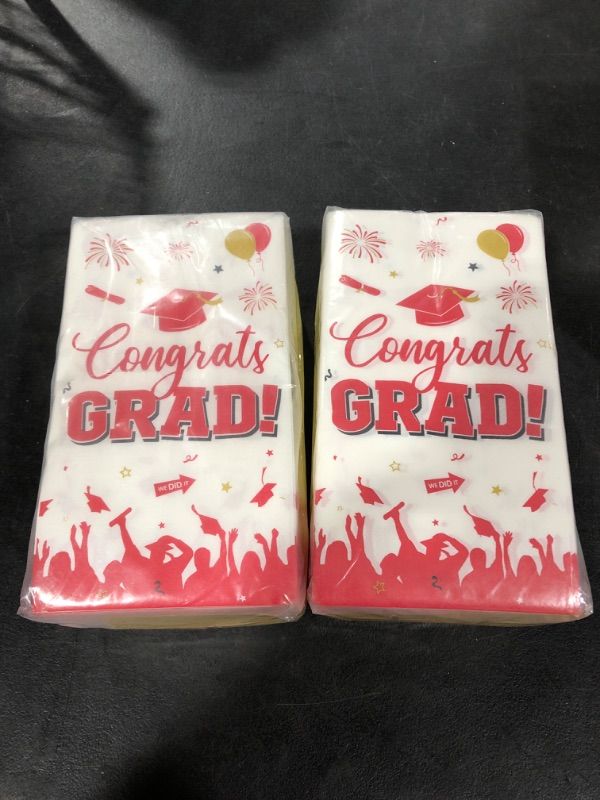 Congrats
GRAD!
WE DID IT
Congrats
GRAD!
WE DID IT